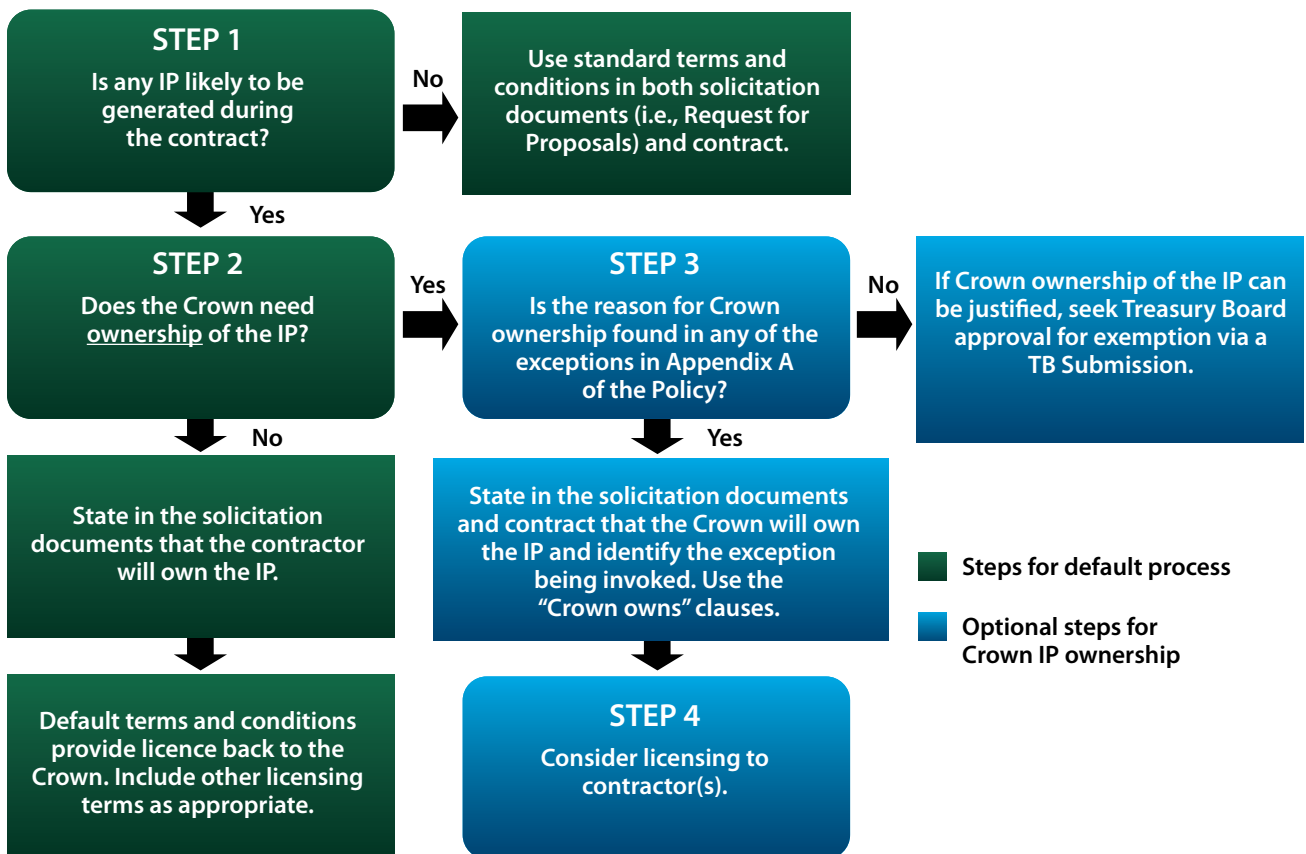 STEP 1
Is any IP likely to be
generated during
the contract?
No
Use standard terms and
conditions in both solicitation
documents (i.e., Request for
Proposals) and contract.
Yes
STEP 2
Does the Crown need
ownership of the IP?
Yes
STEP 3
Is the reason for Crown
ownership found in any of the
exceptions in Appendix A
of the Policy?
No
If Crown ownership of the IP can
be justified, seek Treasury Board
approval for exemption via a
TB Submission.
No
Yes
State in the solicitation
documents that the contractor
will own the IP.
State in the solicitation documents
and contract that the Crown will own
the IP and identify the exception
being invoked. Use the
“Crown owns” clauses.
Steps for default process
Optional steps for
Crown IP ownership
Default terms and conditions
provide licence back to the
Crown. Include other licensing
terms as appropriate.
STEP 4
Consider licensing to
contractor(s).